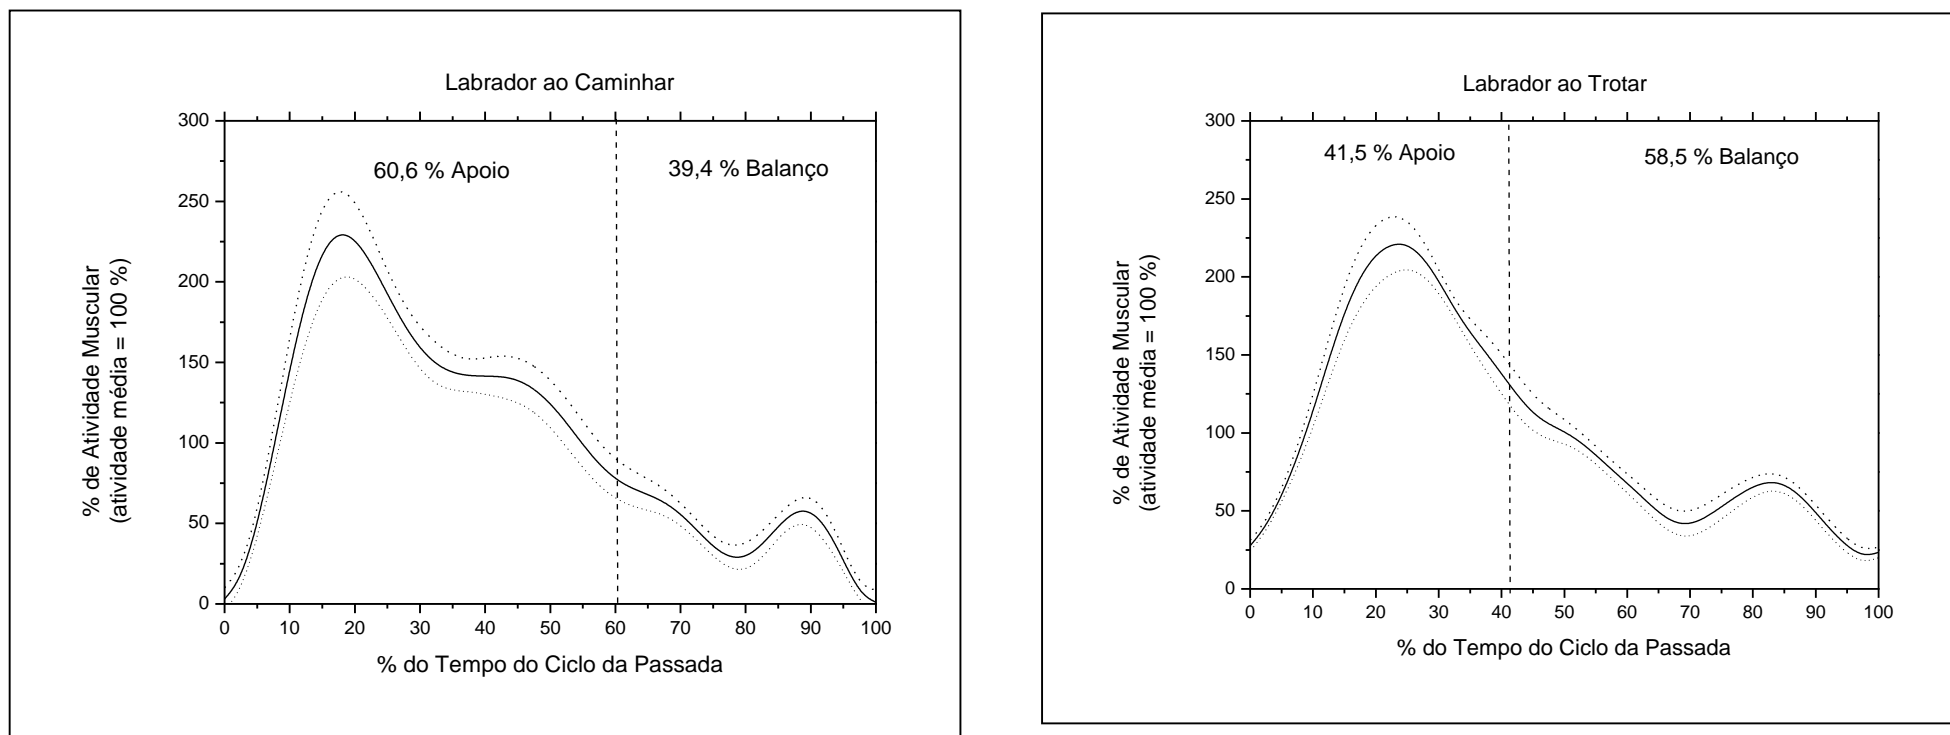 Labrador ao Caminhar
300
250
200
150
100
50
0
60,6 % Apoio
39,4 % Balanço
% de Atividade Muscular
(atividade média = 100 %)
0 10 20 30 40 50 60 70 80 90 100
% do Tempo do Ciclo da Passada
Labrador ao Trotar
300
250
200
150
100
50
0
41,5 % Apoio
58,5 % Balanço
% de Atividade Muscular
(atividade média = 100 %)
0 10 20 30 40 50 60 70 80 90 100
% do Tempo do Ciclo da Passada